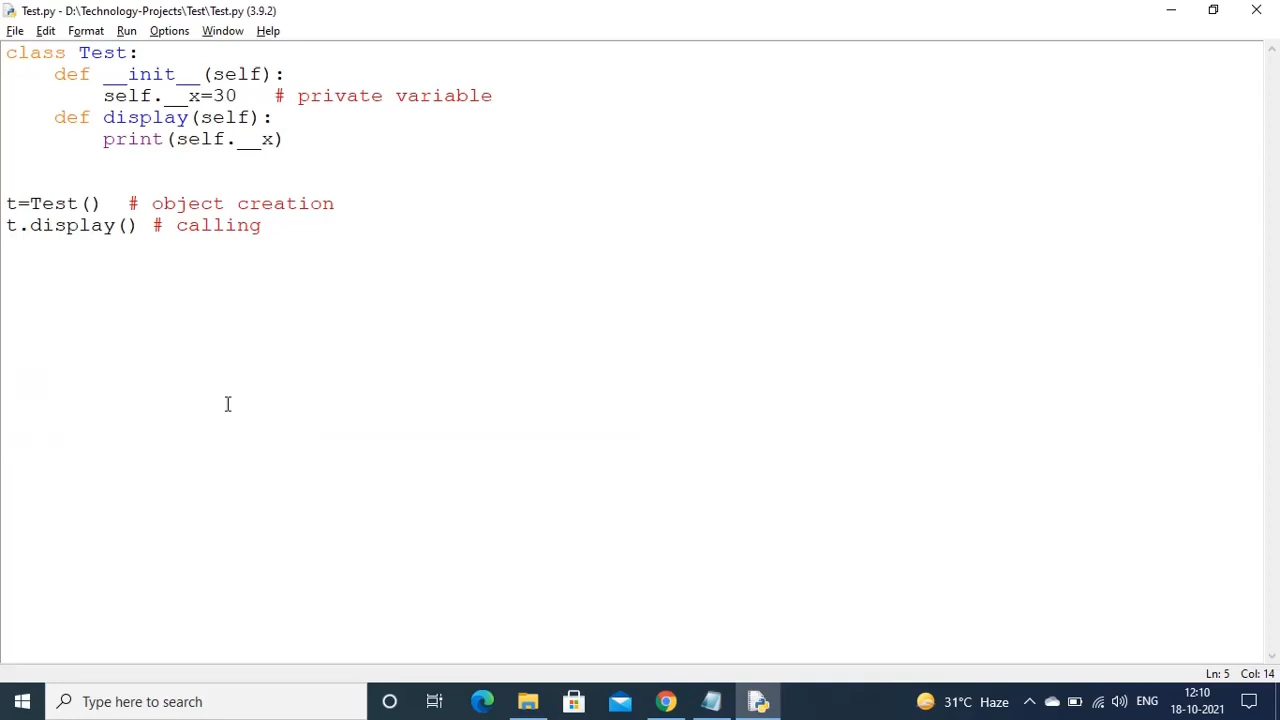 Test.py - D:\Technology-Projects\Test\Test.py (3.9.2)
File Edit Format Run Options Window Help
class Test:
    def __init__(self):
        self.__x=30   # private variable
    def display(self):
        print(self.__x)
t=Test()  # object creation
t.display() # calling
Ln: 5 Col: 14
Type here to search
31°C Haze
ENG
12:10
18-10-2021